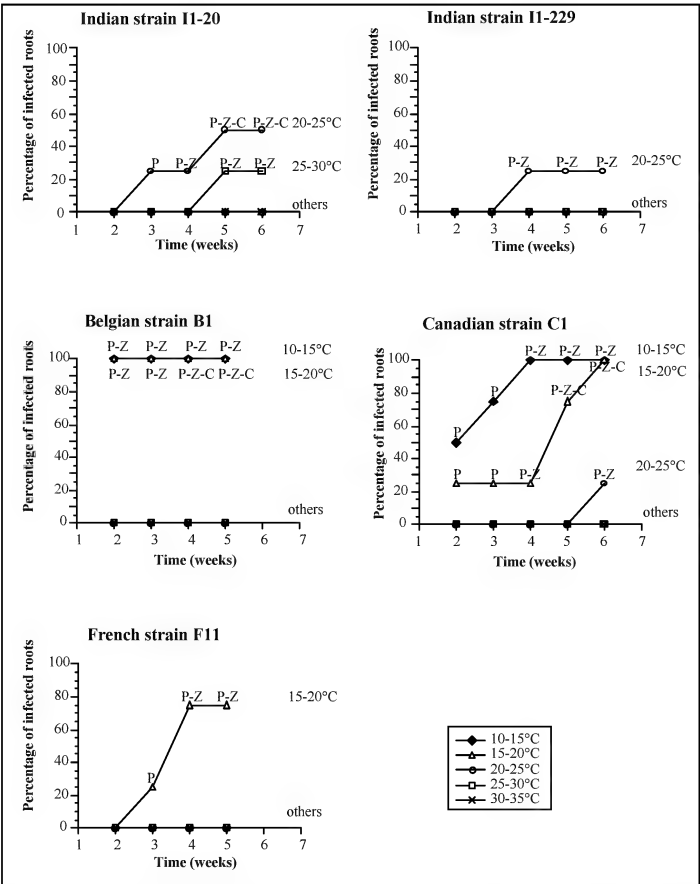 Indian strain I1-20
Percentage of infected roots
100
80
60
40
20
0
P P-Z P-Z-C P-Z-C 20-25°C
P-Z P-Z 25-30°C
others
1 2 3 4 5 6 7
Time (weeks)
Indian strain I1-229
Percentage of infected roots
100
80
60
40
20
0
P-Z P-Z P-Z 20-25°C
others
1 2 3 4 5 6 7
Time (weeks)
Belgian strain B1
Percentage of infected roots
100
80
60
40
20
0
P-Z P-Z P-Z P-Z 10-15°C
P-Z P-Z P-Z-C P-Z-C 15-20°C
others
1 2 3 4 5 6 7
Time (weeks)
Canadian strain C1
Percentage of infected roots
100
80
60
40
20
0
P P P-Z P-Z P-Z 10-15°C
P P P-Z P-Z-C P-Z-C 15-20°C
P-Z 20-25°C
others
1 2 3 4 5 6 7
Time (weeks)
French strain F11
Percentage of infected roots
100
80
60
40
20
0
P P-Z P-Z 15-20°C
others
1 2 3 4 5 6 7
Time (weeks)
10-15°C
15-20°C
20-25°C
25-30°C
30-35°C